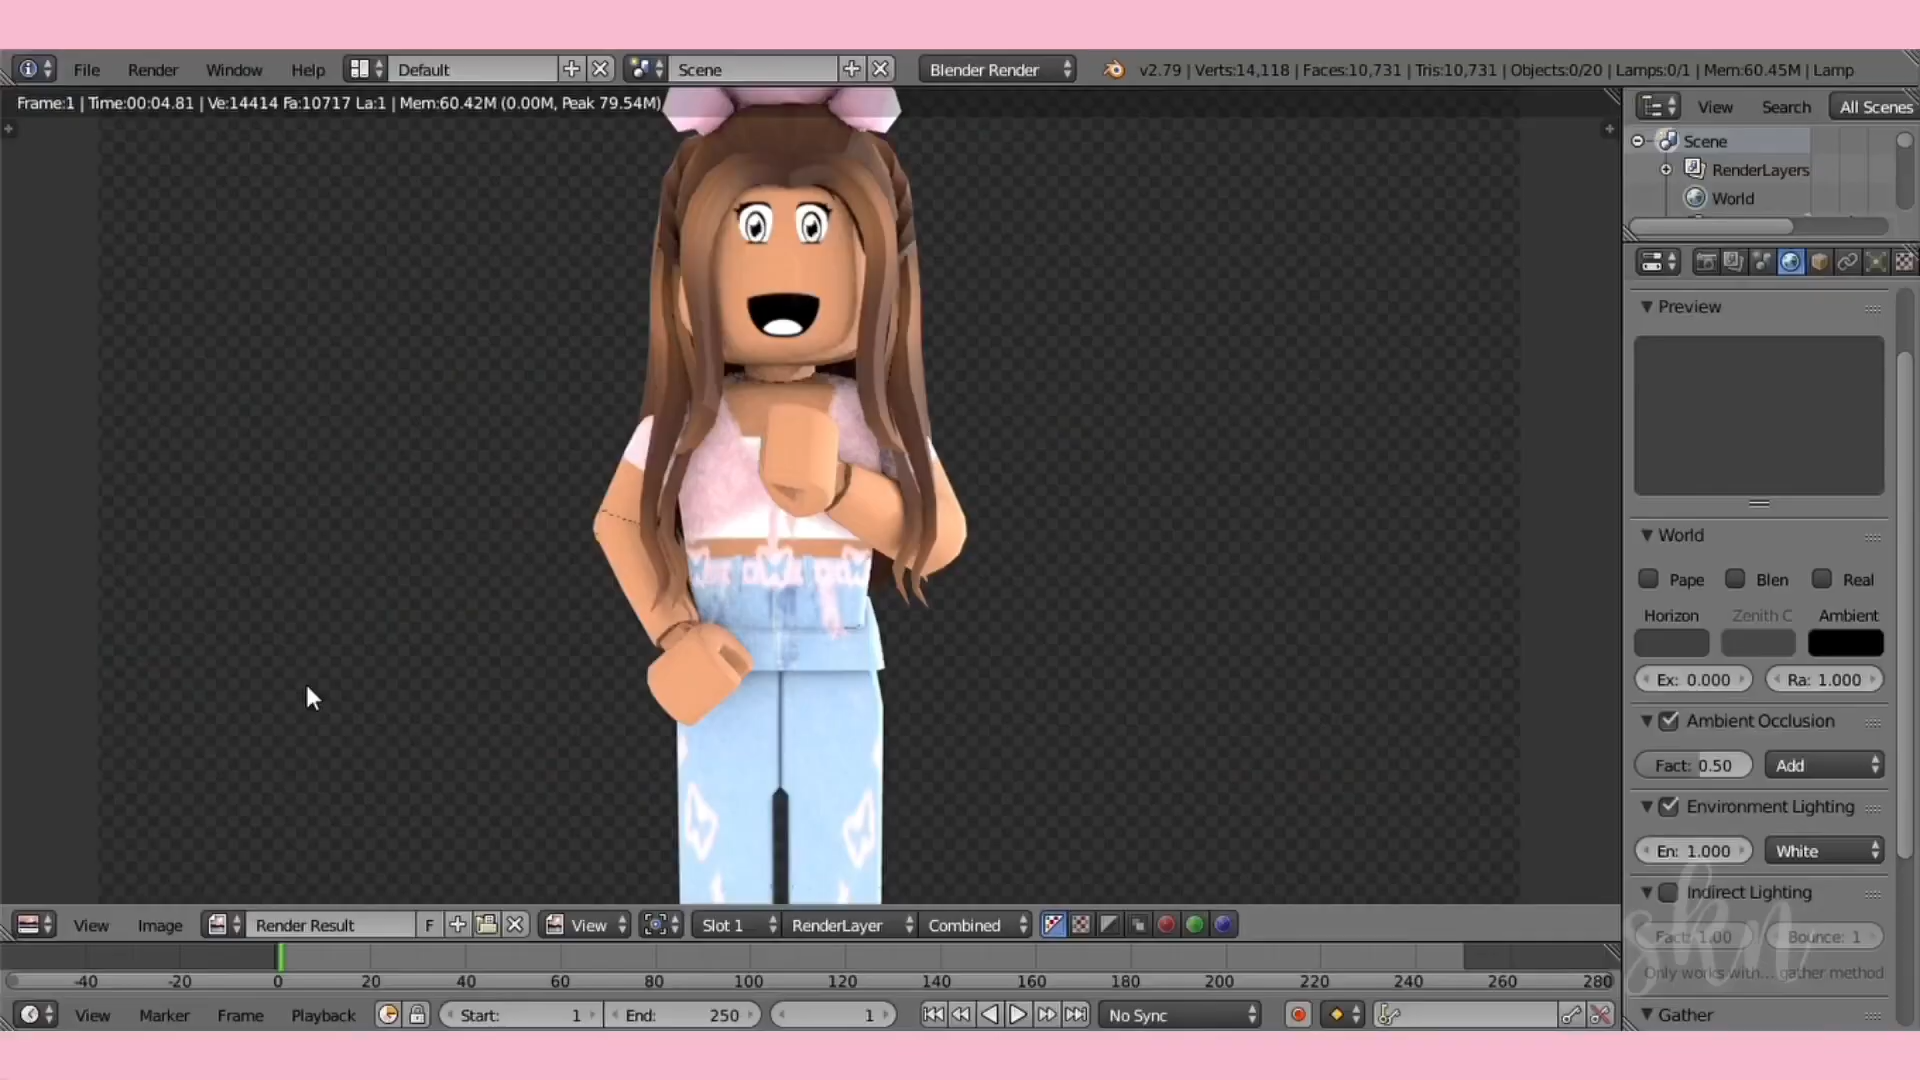 File Render Window Help Default Scene Blender Render v2.79 | Verts:14,118 | Faces:10,731 | Tris:10,731 | Objects:0/20 | Lamps:0/1 | Mem:60.45M | Lamp
Frame:1 | Time:00:04.81 | Ve:14414 Fa:10717 La:1 | Mem:60.42M (0.00M, Peak 79.54M)
View Search All Scenes
Scene
RenderLayers
World
Preview
World
Pape Blen Real
Horizon Zenith C Ambient
Ex: 0.000 Ra: 1.000
Ambient Occlusion
Fact: 0.50 Add
Environment Lighting
En: 1.000 White
Indirect Lighting
skn
Fact: 1.00 Bounce: 1
Only works with... gather method
Gather
View Image Render Result F View Slot 1 RenderLayer Combined
-40 -20 0 20 40 60 80 100 120 140 160 180 200 220 240 260 280
View Marker Frame Playback Start: 1 End: 250 1 No Sync